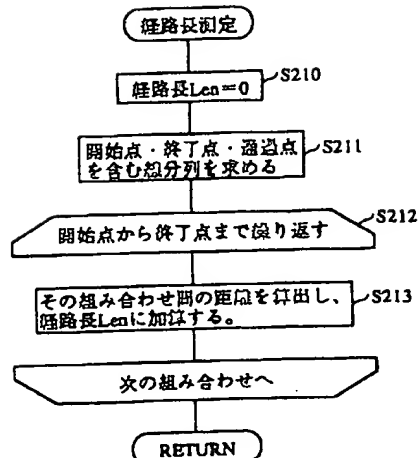 経路長測定
経路長Len=0
S210
開始点・終了点・通過点
を含む線分列を求める
S211
開始点から終了点まで繰り返す
S212
その組み合わせ間の距離を算出し、
経路長Lenに加算する。
S213
次の組み合わせへ
RETURN